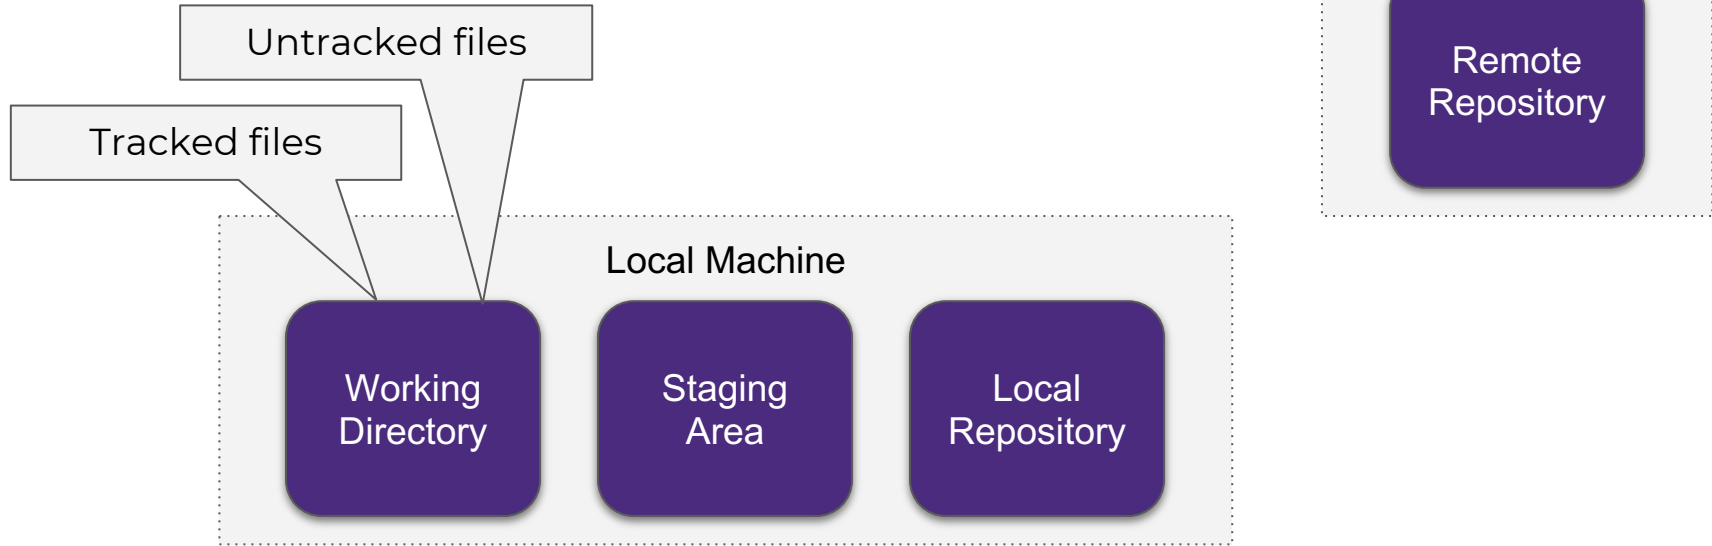 Untracked files
Remote
Repository
Tracked files
Local Machine
Working
Directory
Staging
Area
Local
Repository